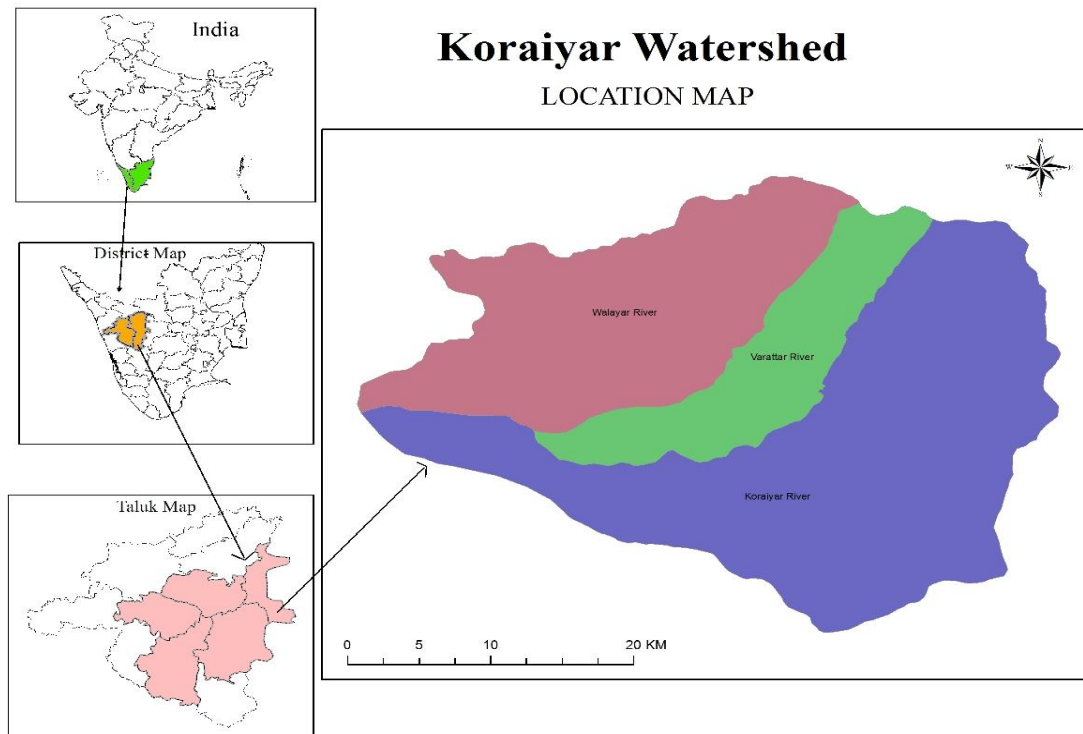 Koraiyar Watershed
LOCATION MAP
India
District Map
Taluk Map
N
W
E
S
Walayar River
Varattar River
Koraiyar River
0 5 10 20 KM